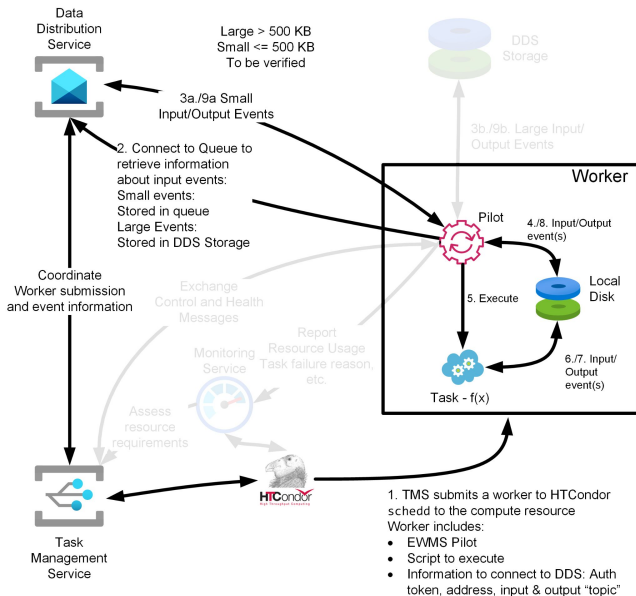 Data
Distribution
Service
Large > 500 KB
Small <= 500 KB
To be verified
DDS
Storage
3a./9a Small
Input/Output Events
3b./9b. Large Input/
Output Events
2. Connect to Queue to
retrieve information
about input events:
Small events:
Stored in queue
Large Events:
Stored in DDS Storage
Worker
Pilot
4./8. Input/Output
event(s)
Local
Disk
5. Execute
6./7. Input/
Output
event(s)
Task - f(x)
Coordinate
Worker submission
and event information
Exchange
Control and Health
Messages
Report
Resource Usage
Task failure reason,
etc.
Monitoring
Service
Assess
resource
requirements
HTCondor
High Throughput Computing
Task
Management
Service
1. TMS submits a worker to HTCondor
schedd to the compute resource
Worker includes:
• EWMS Pilot
• Script to execute
• Information to connect to DDS: Auth
token, address, input & output “topic”